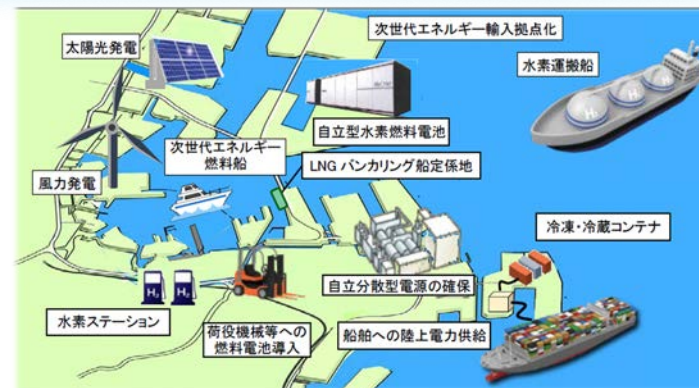 太陽光発電
次世代エネルギー輸入拠点化
水素運搬船
自立型水素燃料電池
次世代エネルギー
燃料船
LNG バンカリング船定係地
風力発電
冷凍・冷蔵コンテナ
自立分散型電源の確保
水素ステーション
荷役機械等への
燃料電池導入
船舶への陸上電力供給
H₂
H₂
H₂
H₂
H₂